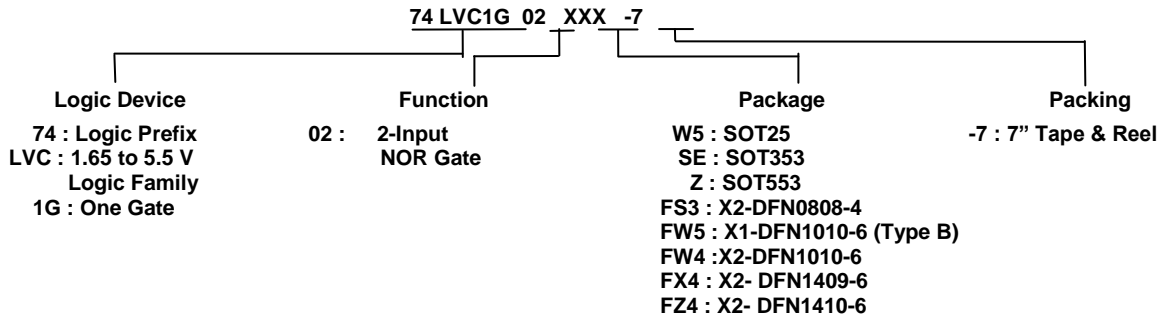 74 LVC1G 02 XXX -7
Logic Device Function Package Packing
74 : Logic Prefix 02 : 2-Input W5 : SOT25 -7 : 7” Tape & Reel
LVC : 1.65 to 5.5 V NOR Gate SE : SOT353
Logic Family Z : SOT553
1G : One Gate FS3 : X2-DFN0808-4
FW5 : X1-DFN1010-6 (Type B)
FW4 :X2-DFN1010-6
FX4 : X2- DFN1409-6
FZ4 : X2- DFN1410-6